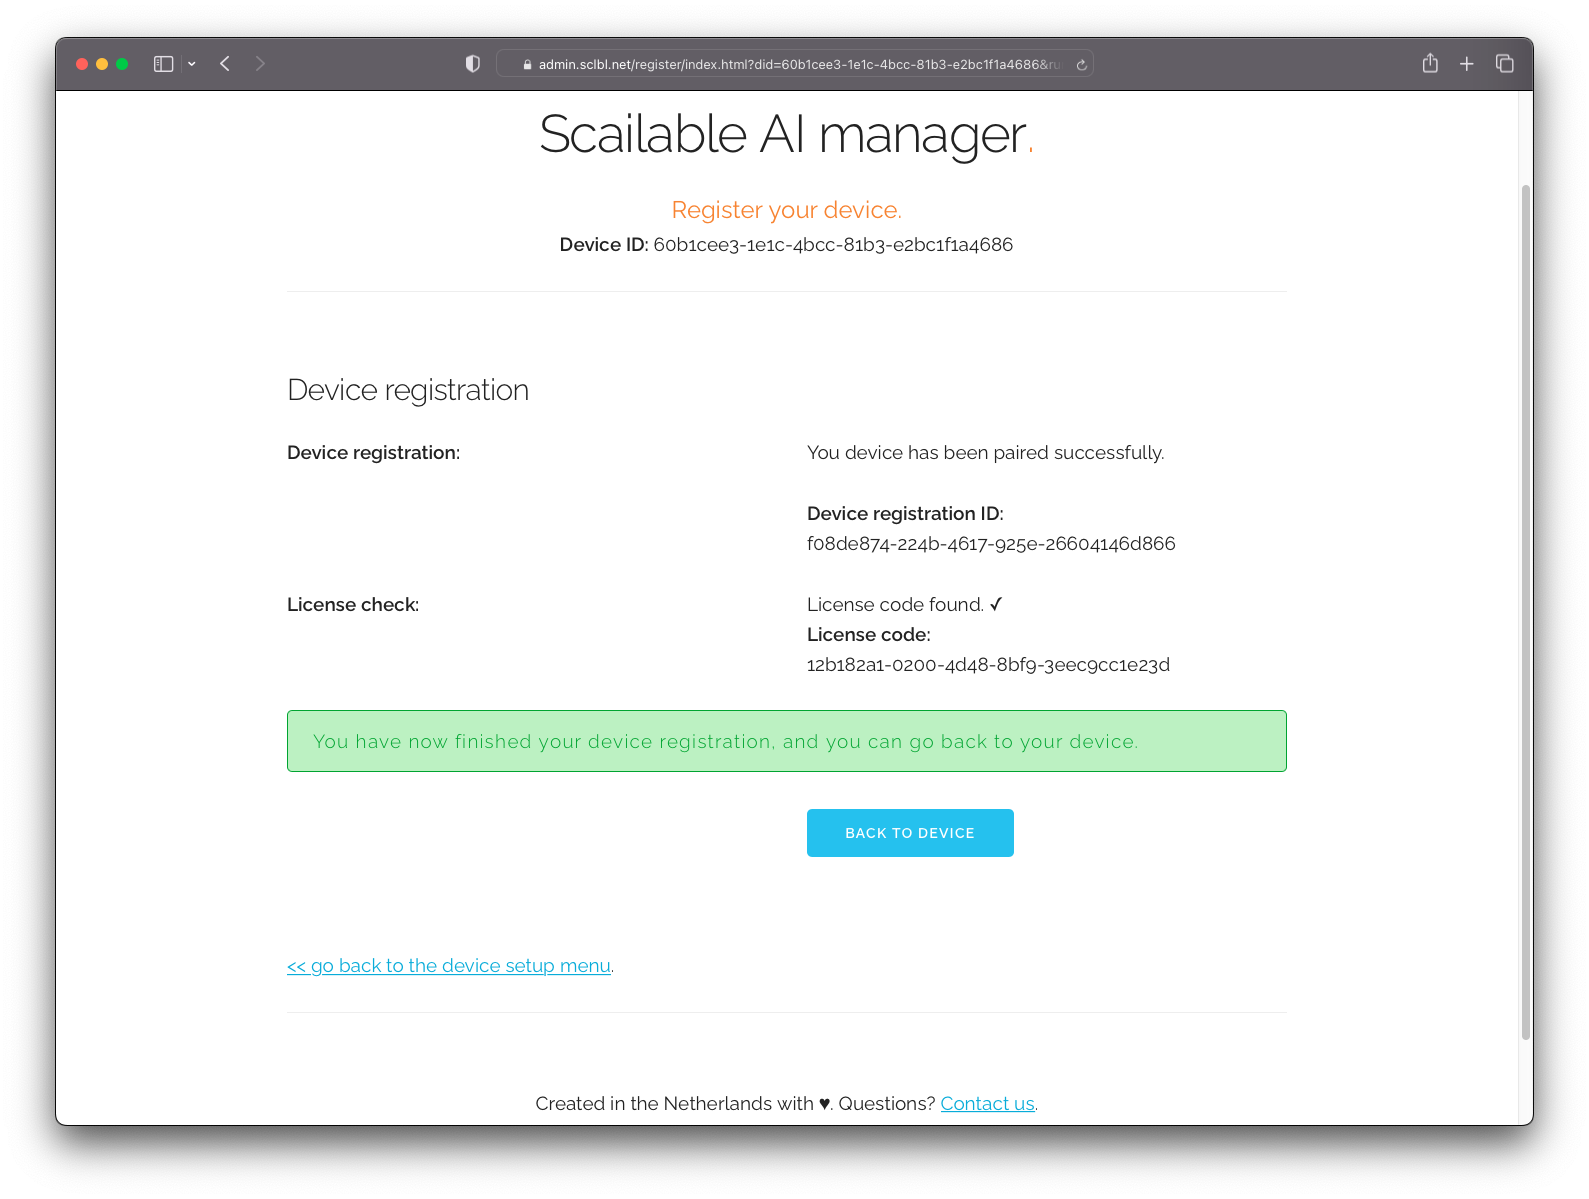 admin.sclbl.net/register/index.html?did=60b1cee3-1e1c-4bcc-81b3-e2bc1f1a4686&ru
Scailable AI manager.
Register your device.
Device ID: 60b1cee3-1e1c-4bcc-81b3-e2bc1f1a4686
Device registration
Device registration: You device has been paired successfully.
Device registration ID:
f08de874-224b-4617-925e-26604146d866
License check: License code found. ✓
License code:
12b182a1-0200-4d48-8bf9-3eec9cc1e23d
You have now finished your device registration, and you can go back to your device.
BACK TO DEVICE
<< go back to the device setup menu.
Created in the Netherlands with ♥. Questions? Contact us.